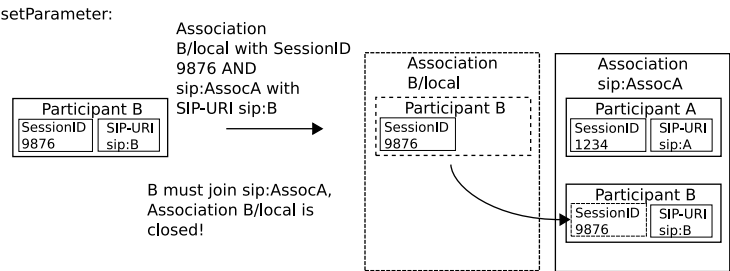 setParameter:
Association
B/local with SessionID
9876 AND
sip:AssocA with
SIP-URI sip:B
Participant B
SessionID
9876
SIP-URI
sip:B
B must join sip:AssocA,
Association B/local is
closed!
Association
B/local
Participant B
SessionID
9876
Association
sip:AssocA
Participant A
SessionID
1234
SIP-URI
sip:A
Participant B
SessionID
9876
SIP-URI
sip:B